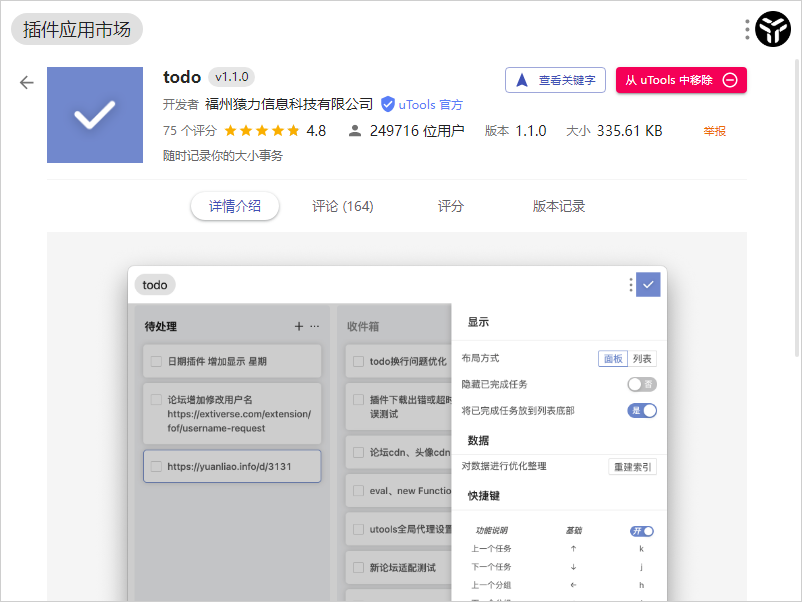 插件应用市场
todo v1.1.0
查看关键字
从 uTools 中移除
开发者 福州猿力信息科技有限公司 uTools 官方
75 个评分 4.8 249716 位用户 版本 1.1.0 大小 335.61 KB 举报
随时记录你的大小事务
详情介绍 评论 (164) 评分 版本记录
todo
待处理
日期插件 增加显示 星期
论坛增加修改用户名
https://extiverse.com/extension/
fof/username-request
https://yuanliao.info/d/3131
收件箱
todo换行问题优化
插件下载出错或超时
误测试
论坛cdn、头像cdn
eval、new Functio
utools全局代理设置
新论坛适配测试
显示
布局方式 面板 列表
隐藏已完成任务 否
将已完成任务放到列表底部 是
数据
对数据进行优化整理 重建索引
快捷键
功能说明 基础 开
上一个任务 ↑ k
下一个任务 ↓ j
上一个分组 ← h